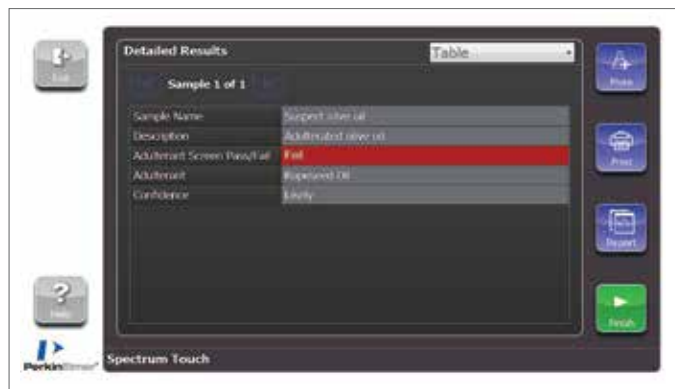 Detailed Results
Table
Sample 1 of 1
Exit
Sample Name
Suspect olive oil
Description
Adulterated olive oil
Adulterant Screen Pass/Fail
Fail
Adulterant
Rapeseed Oil
Confidence
Likely
Print
Report
Help
Finish
PerkinElmer
Spectrum Touch